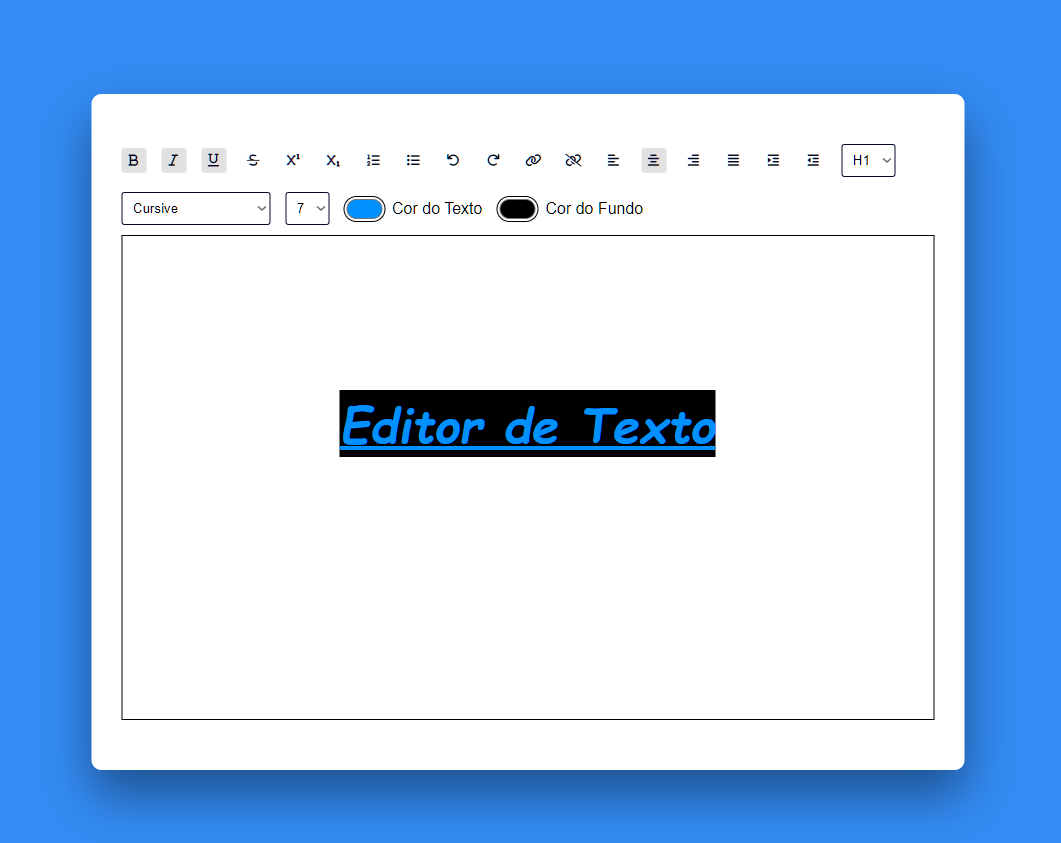 B I U S X¹ X₁ H1
Cursive 7 Cor do Texto Cor do Fundo
Editor de Texto